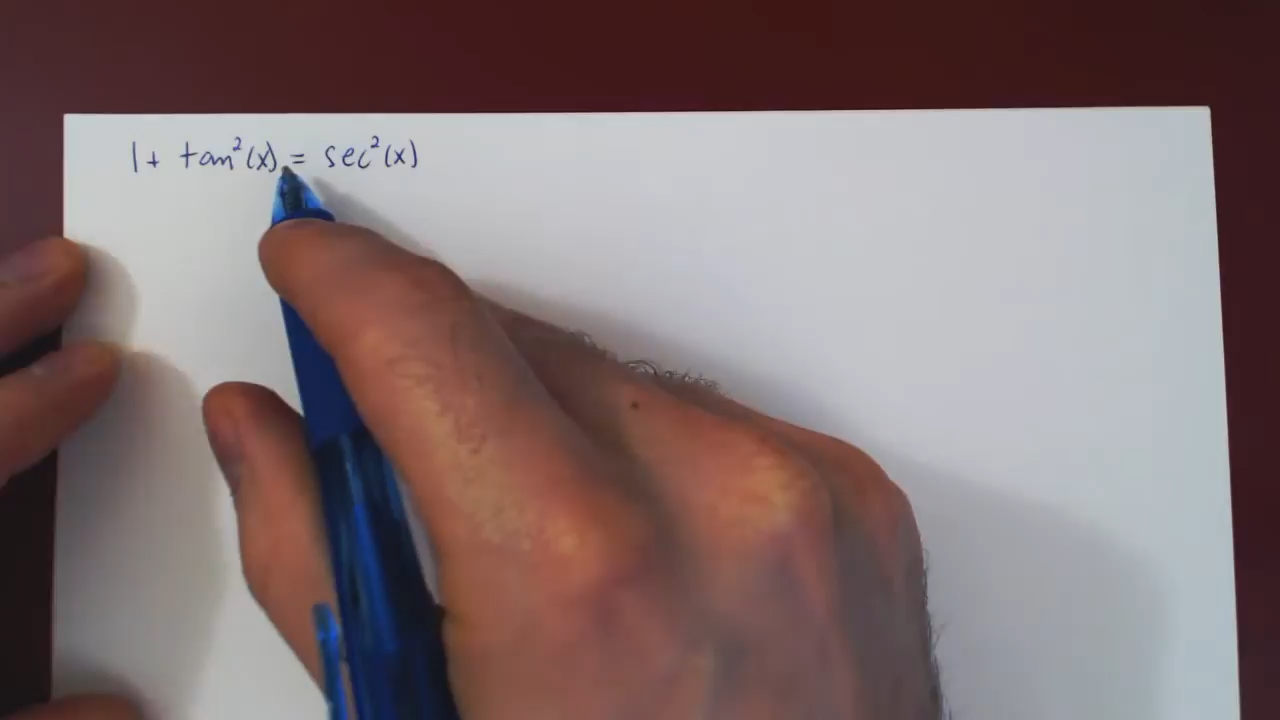 1 + tan²(x) = sec²(x)